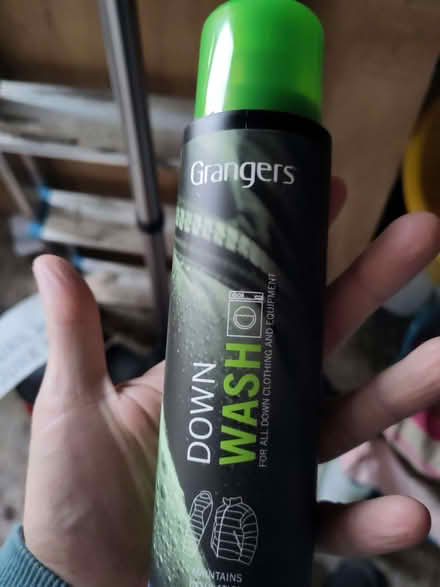 Grangers
DOWN
WASH
FOR ALL DOWN CLOTHING AND EQUIPMENT